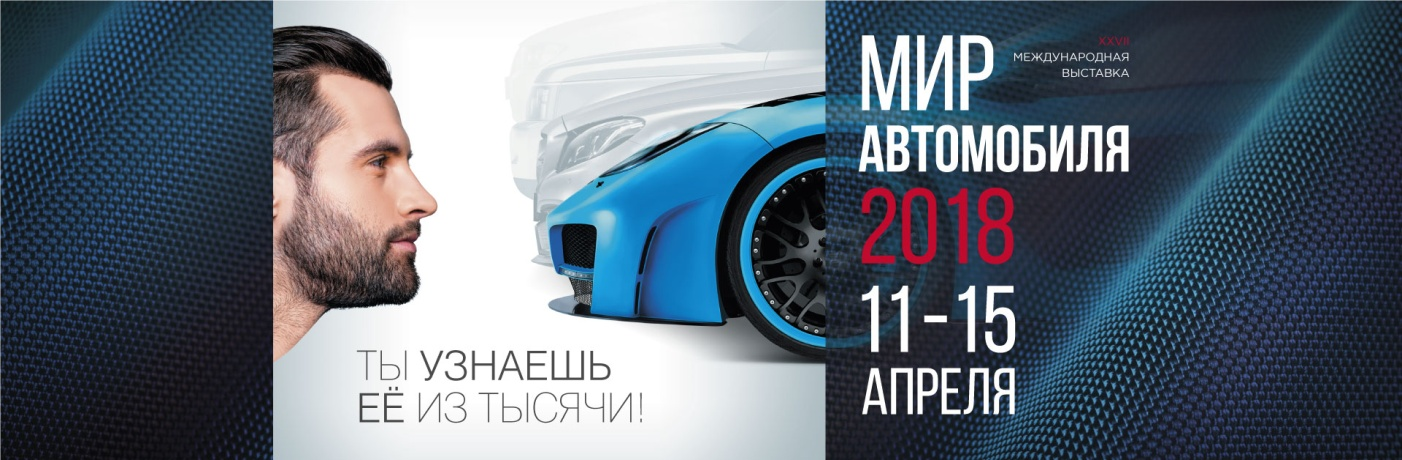 ТЫ УЗНАЕШЬ
ЕЁ ИЗ ТЫСЯЧИ!
МИР
XXVII
МЕЖДУНАРОДНАЯ
ВЫСТАВКА
АВТОМОБИЛЯ
2018
11-15
АПРЕЛЯ